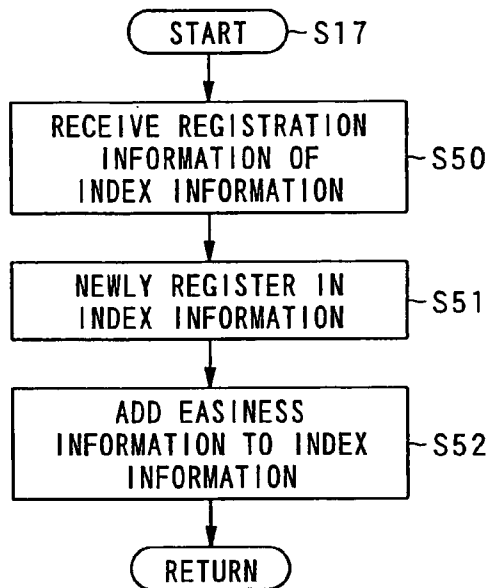 START S17
RECEIVE REGISTRATION
INFORMATION OF
INDEX INFORMATION
S50
NEWLY REGISTER IN
INDEX INFORMATION
S51
ADD EASINESS
INFORMATION TO INDEX
INFORMATION
S52
RETURN